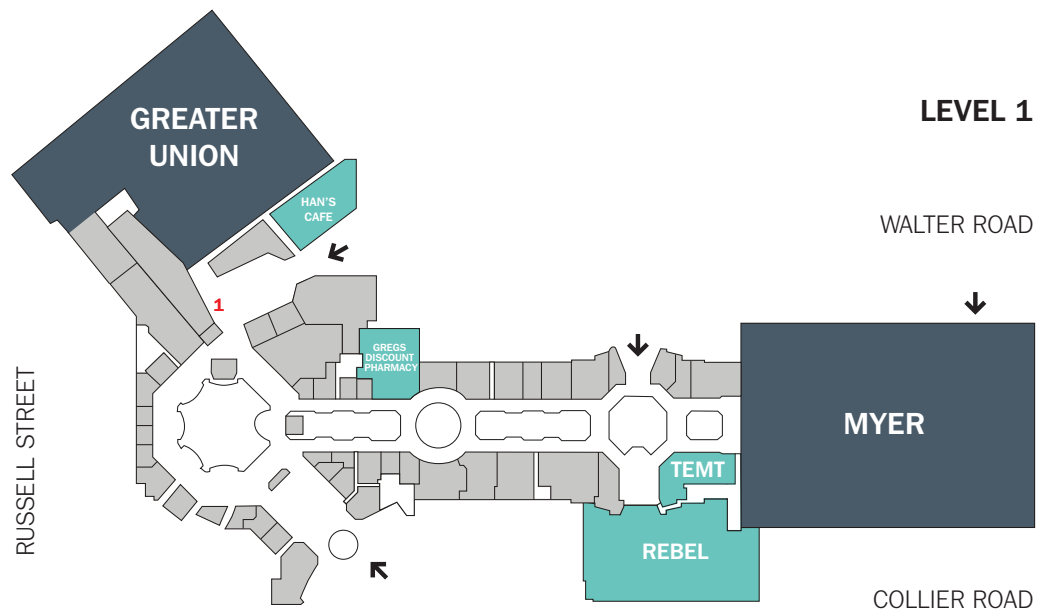 GREATER
UNION
LEVEL 1
HAN'S
CAFE
WALTER ROAD
1
GREGS
DISCOUNT
PHARMACY
RUSSELL STREET
MYER
TEMT
REBEL
COLLIER ROAD